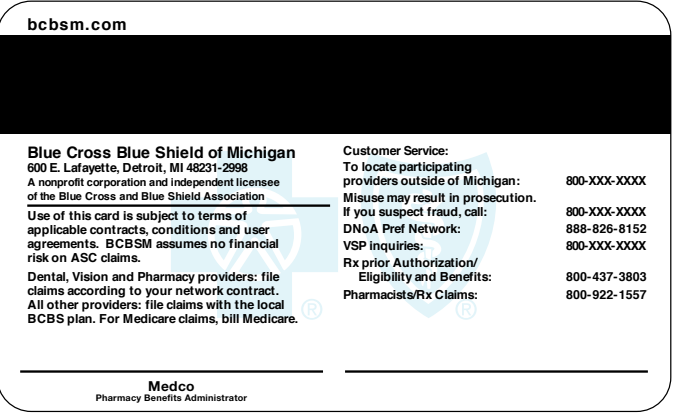 bcbsm.com
Blue Cross Blue Shield of Michigan
600 E. Lafayette, Detroit, MI 48231-2998
A nonprofit corporation and independent licensee
of the Blue Cross and Blue Shield Association
Use of this card is subject to terms of
applicable contracts, conditions and user
agreements. BCBSM assumes no financial
risk on ASC claims.
Dental, Vision and Pharmacy providers: file
claims according to your network contract.
All other providers: file claims with the local
BCBS plan. For Medicare claims, bill Medicare.
Customer Service:
To locate participating
providers outside of Michigan: 800-XXX-XXXX
Misuse may result in prosecution.
If you suspect fraud, call: 800-XXX-XXXX
DNoA Pref Network: 888-826-8152
VSP inquiries: 800-XXX-XXXX
Rx prior Authorization/
Eligibility and Benefits: 800-437-3803
Pharmacists/Rx Claims: 800-922-1557
® ®
Medco
Pharmacy Benefits Administrator